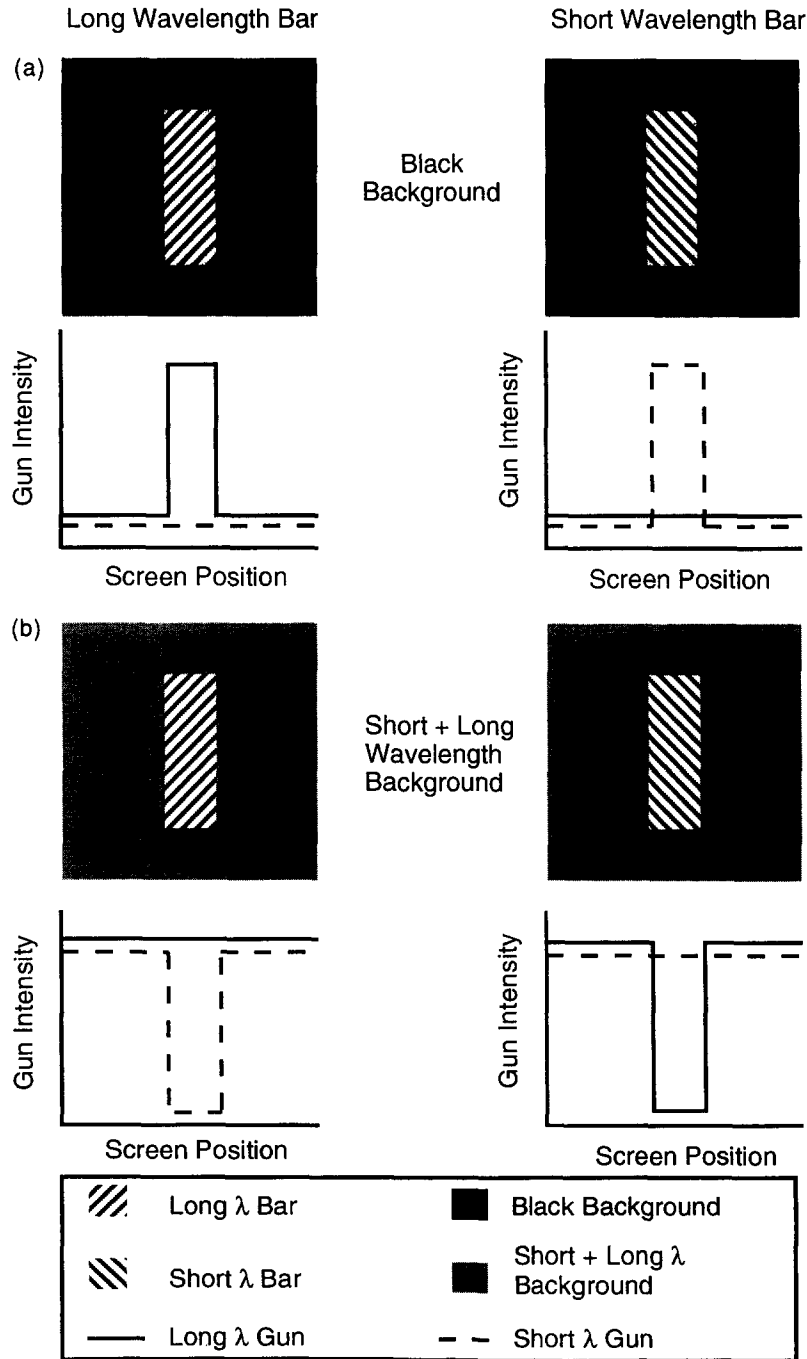 Long Wavelength Bar
Short Wavelength Bar
(a)
Black
Background
Gun Intensity
Screen Position
Gun Intensity
Screen Position
(b)
Short + Long
Wavelength
Background
Gun Intensity
Screen Position
Gun Intensity
Screen Position
Long λ Bar
Black Background
Short λ Bar
Short + Long λ
Background
Long λ Gun
Short λ Gun